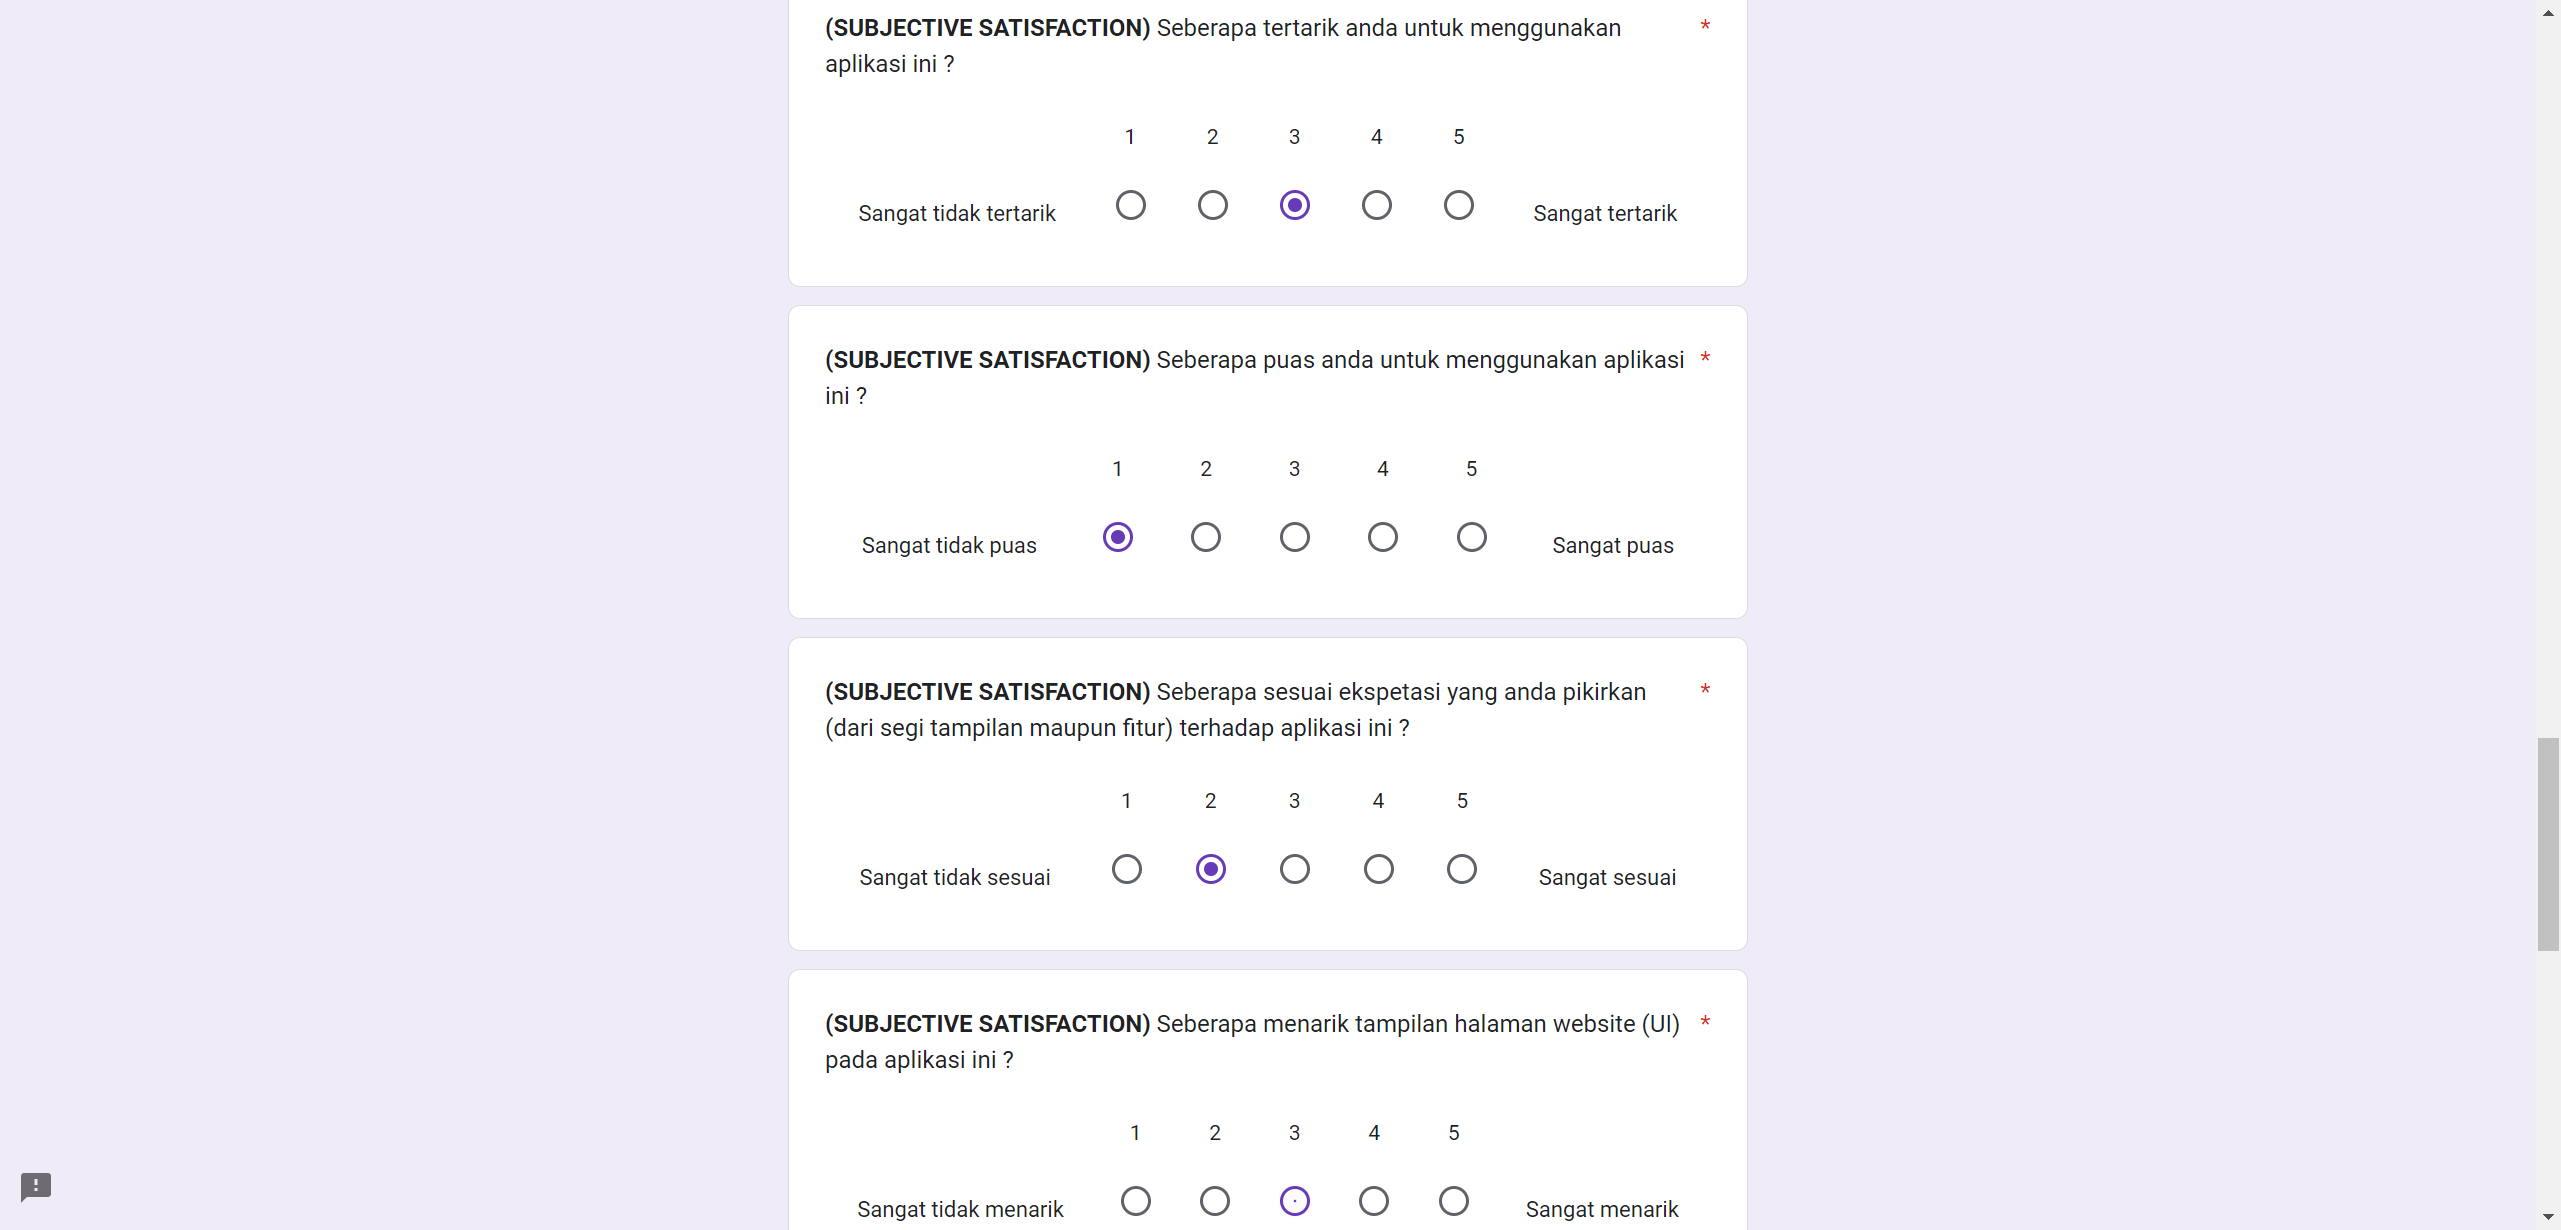 (SUBJECTIVE SATISFACTION) Seberapa tertarik anda untuk menggunakan *
aplikasi ini ?
1 2 3 4 5
Sangat tidak tertarik Sangat tertarik
(SUBJECTIVE SATISFACTION) Seberapa puas anda untuk menggunakan aplikasi *
ini ?
1 2 3 4 5
Sangat tidak puas Sangat puas
(SUBJECTIVE SATISFACTION) Seberapa sesuai ekspetasi yang anda pikirkan *
(dari segi tampilan maupun fitur) terhadap aplikasi ini ?
1 2 3 4 5
Sangat tidak sesuai Sangat sesuai
(SUBJECTIVE SATISFACTION) Seberapa menarik tampilan halaman website (UI) *
pada aplikasi ini ?
1 2 3 4 5
Sangat tidak menarik Sangat menarik